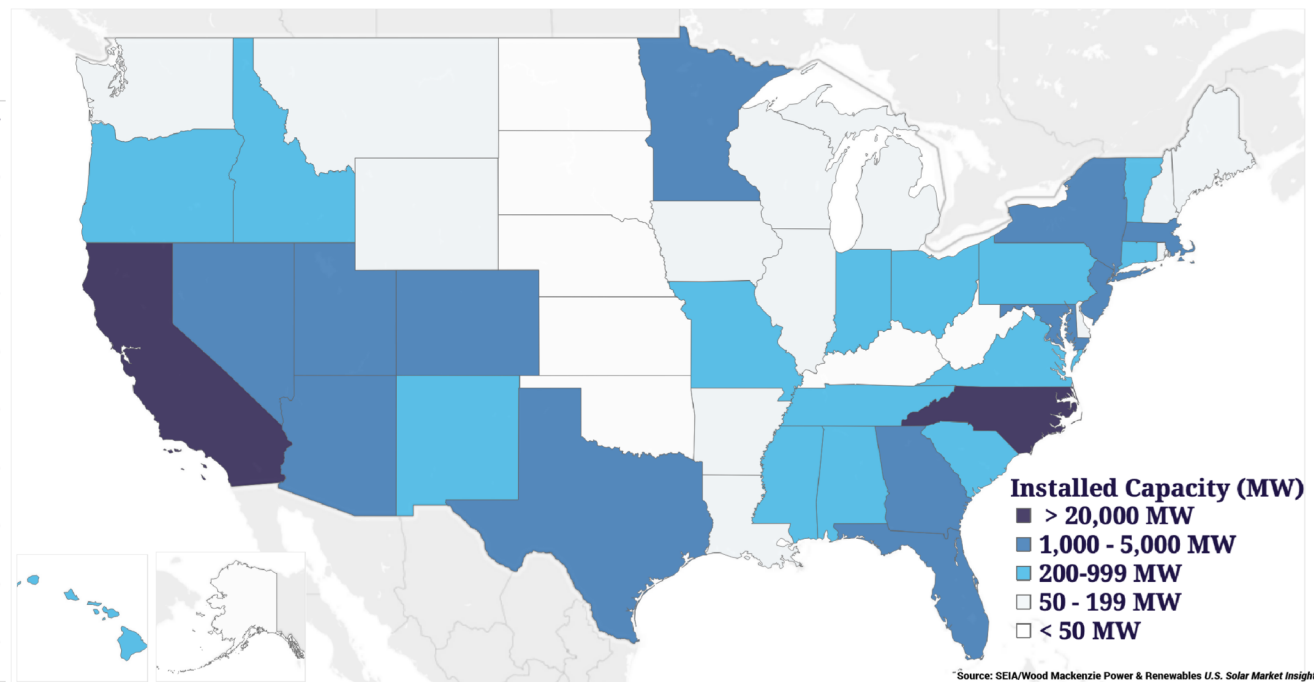 Installed Capacity (MW)
> 20,000 MW
1,000 - 5,000 MW
200-999 MW
50 - 199 MW
< 50 MW
Source: SEIA/Wood Mackenzie Power & Renewables U.S. Solar Market